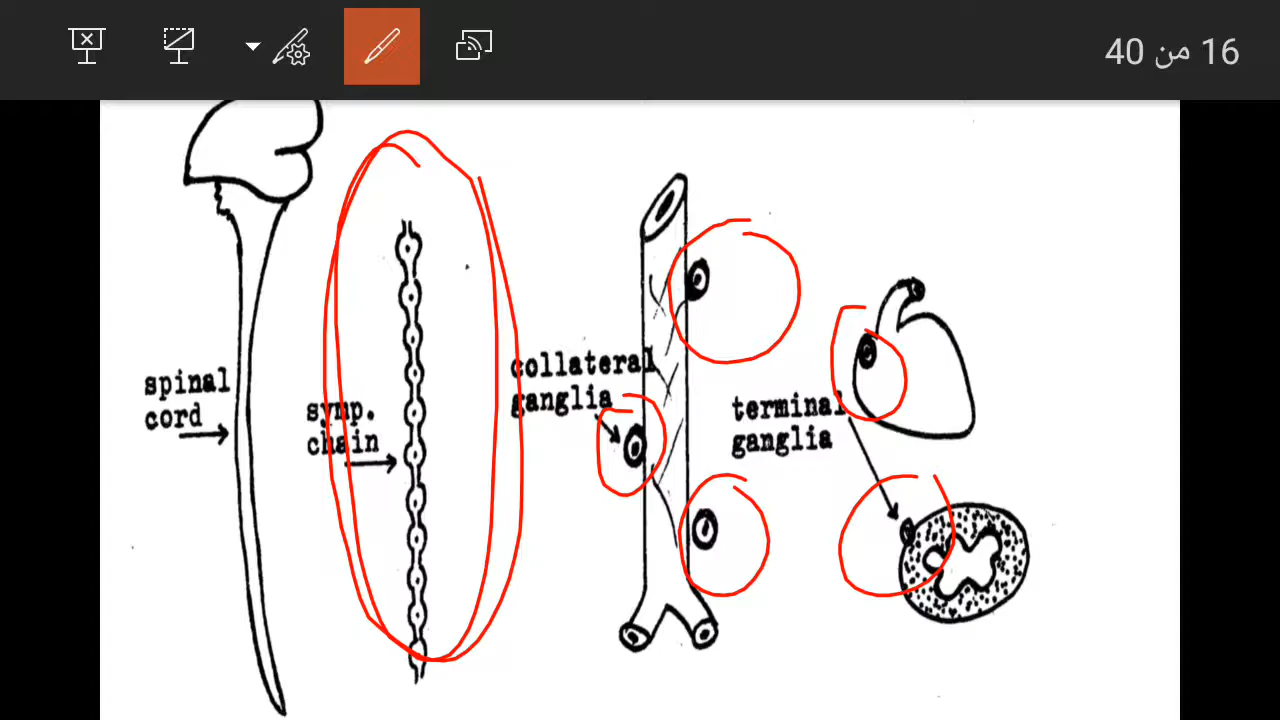 16 من 40
spinal
cord
symp.
chain
collateral
ganglia
terminal
ganglia